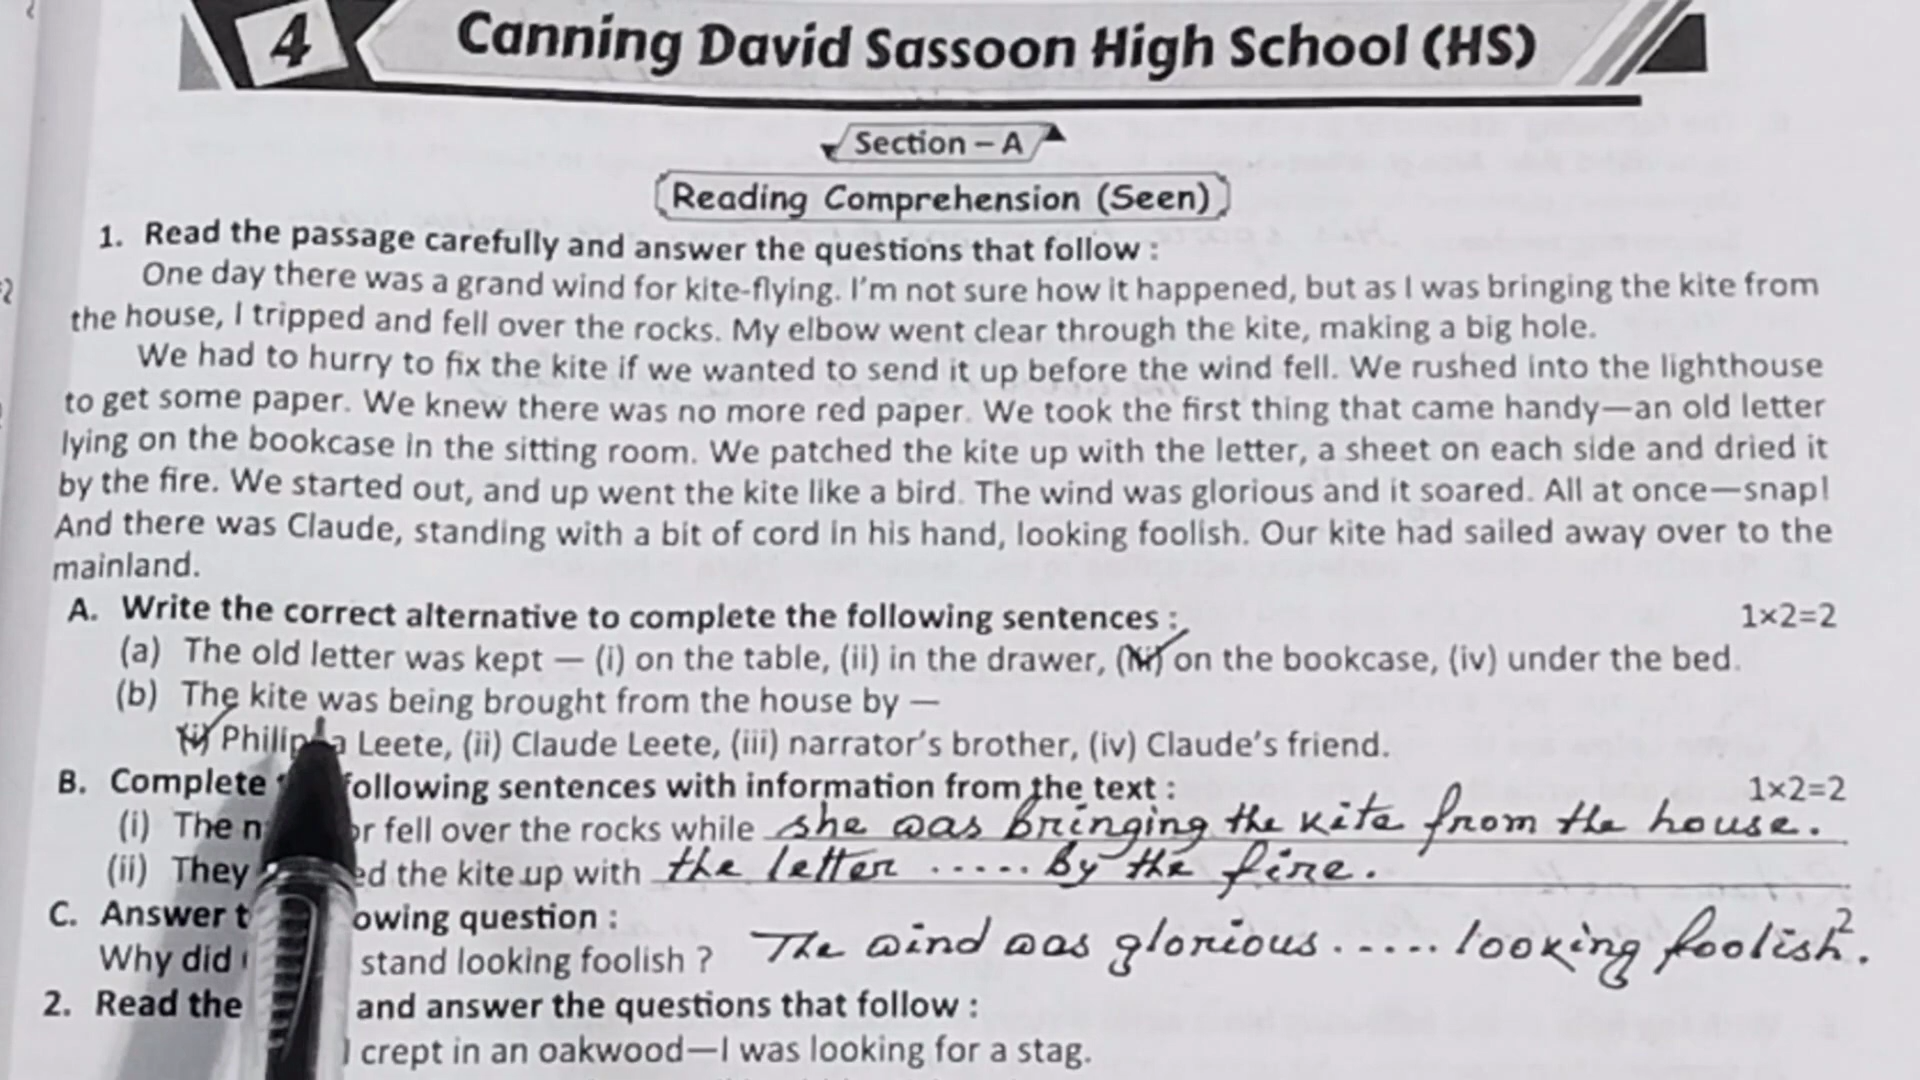 4 Canning David Sassoon High School (HS)
Section – A
Reading Comprehension (Seen)
1. Read the passage carefully and answer the questions that follow :
One day there was a grand wind for kite-flying. I'm not sure how it happened, but as I was bringing the kite from
the house, I tripped and fell over the rocks. My elbow went clear through the kite, making a big hole.
We had to hurry to fix the kite if we wanted to send it up before the wind fell. We rushed into the lighthouse
to get some paper. We knew there was no more red paper. We took the first thing that came handy—an old letter
lying on the bookcase in the sitting room. We patched the kite up with the letter, a sheet on each side and dried it
by the fire. We started out, and up went the kite like a bird. The wind was glorious and it soared. All at once—snap!
And there was Claude, standing with a bit of cord in his hand, looking foolish. Our kite had sailed away over to the
mainland.
A. Write the correct alternative to complete the following sentences : 1×2=2
(a) The old letter was kept — (i) on the table, (ii) in the drawer, (iii) on the bookcase, (iv) under the bed.
(b) The kite was being brought from the house by —
(i) Leete, (ii) Claude Leete, (iii) narrator's brother, (iv) Claude's friend.
B. Complete following sentences with information from the text : 1×2=2
(i) The fell over the rocks while she was bringing the kite from the house.
(ii) They the kite up with the letter ..... by the fire.
C. Answer question : 2
Why did stand looking foolish ? The wind was glorious ..... looking foolish.
2. Read the and answer the questions that follow :
I crept in an oakwood—I was looking for a stag.